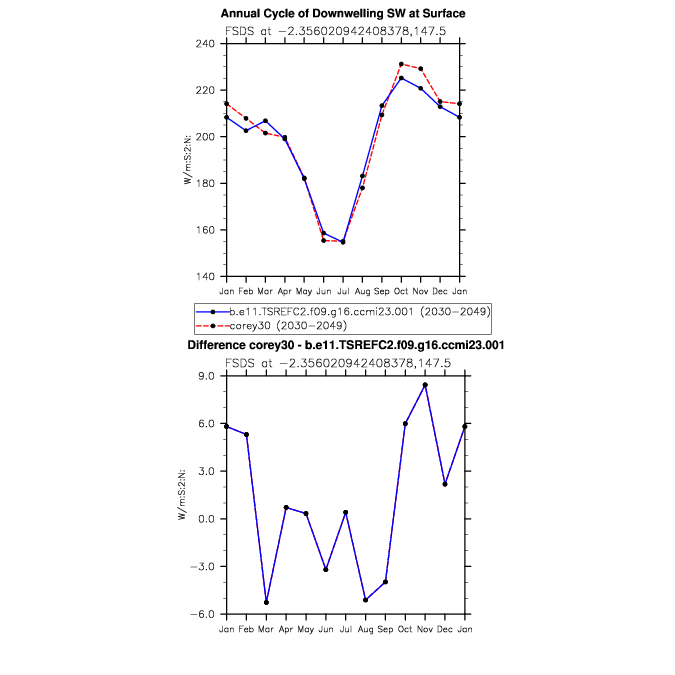 Annual Cycle of Downwelling SW at Surface
FSDS at −2.356020942408378,147.5
240
220
200
180
160
140
W/m:S:2:N:
Jan Feb Mar Apr May Jun Jul Aug Sep Oct Nov Dec Jan
b.e11.TSREFC2.f09.g16.ccmi23.001 (2030−2049)
corey30 (2030−2049)
Difference corey30 - b.e11.TSREFC2.f09.g16.ccmi23.001
FSDS at −2.356020942408378,147.5
9.0
6.0
3.0
0.0
−3.0
−6.0
W/m:S:2:N:
Jan Feb Mar Apr May Jun Jul Aug Sep Oct Nov Dec Jan